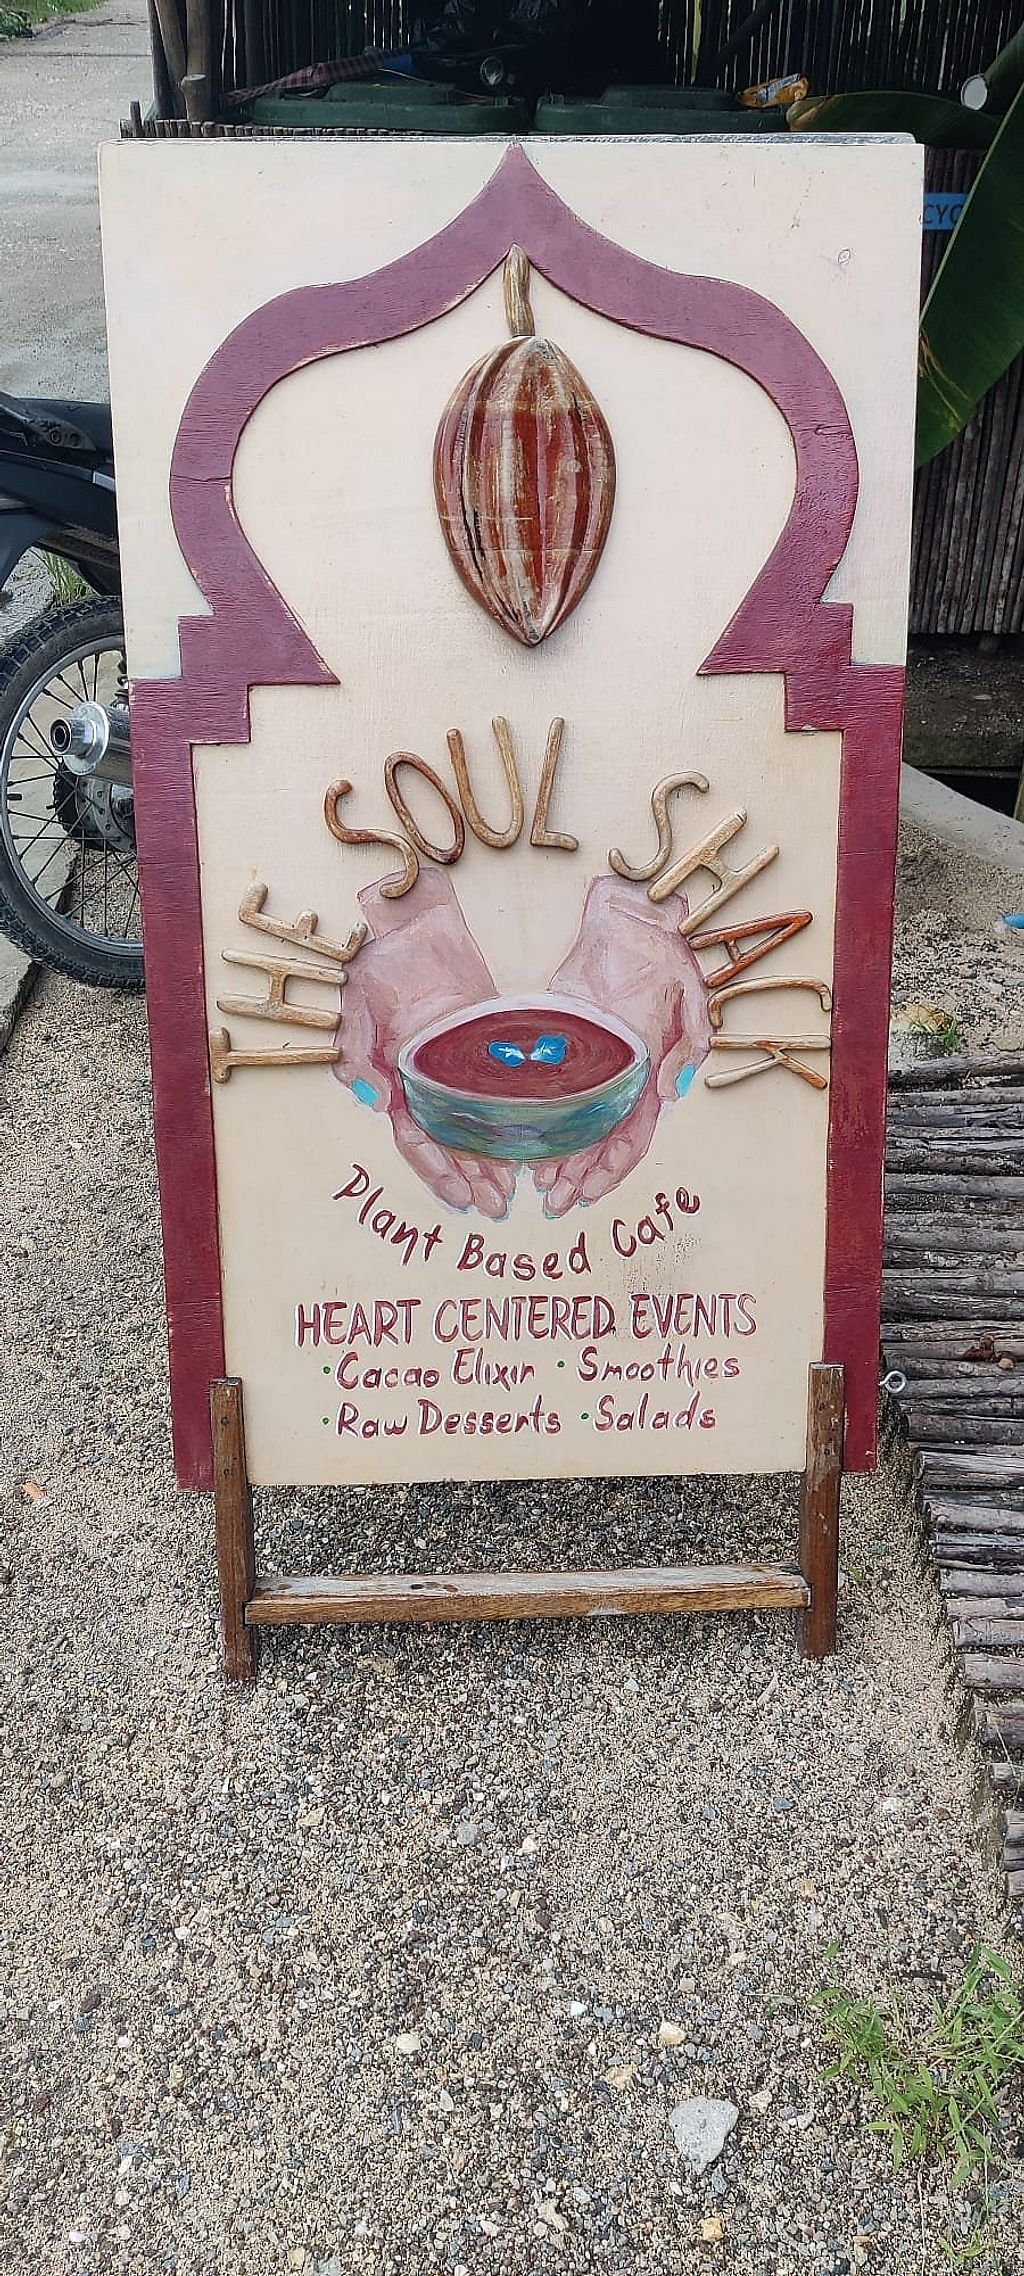 THE SOUL SHACK
Plant Based Cafe
HEART CENTERED EVENTS
• Cacao Elixir • Smoothies
• Raw Desserts • Salads